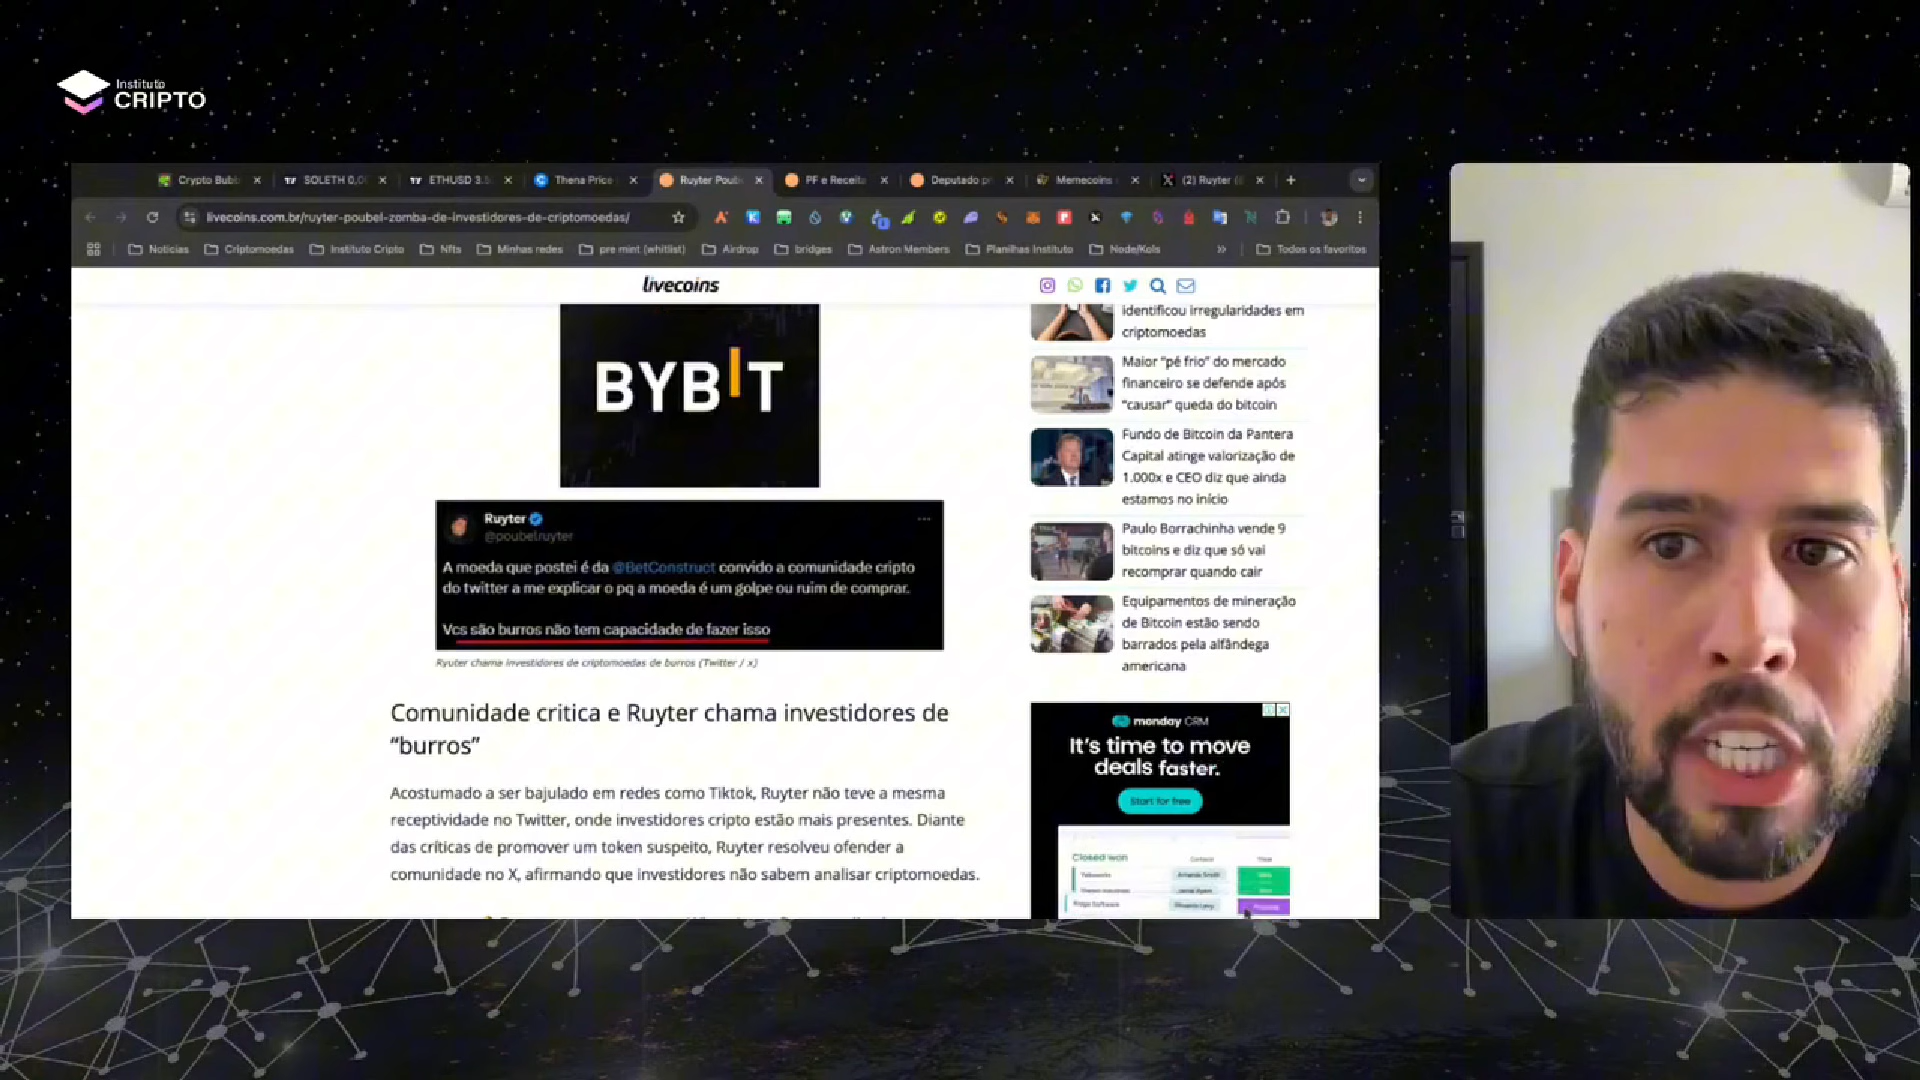 Instituto
CRIPTO
Crypto Bubb
SOLETH 0,0
ETHUSD 3.5
Thena Price
Ruyter Poub
PF e Receita
Deputado p
Memecoins
(2) Ruyter (
livecoins.com.br/ruyter-poubel-zomba-de-investidores-de-criptomoedas/
Notícias
Criptomoedas
Instituto Cripto
Nfts
Minhas redes
pre mint (whitlist)
Airdrop
bridges
Astron Members
Planilhas Instituto
Node/Kols
Todos os favoritos
livecoins
BYBIT
Ruyter
@poubelruyter
A moeda que postei é da @BetConstruct convido a comunidade cripto
do twitter a me explicar o pq a moeda é um golpe ou ruim de comprar.
Vcs são burros não tem capacidade de fazer isso
Ryuter chama investidores de criptomoedas de burros (Twitter / x)
Comunidade critica e Ruyter chama investidores de
“burros”
Acostumado a ser bajulado em redes como Tiktok, Ruyter não teve a mesma
receptividade no Twitter, onde investidores cripto estão mais presentes. Diante
das críticas de promover um token suspeito, Ruyter resolveu ofender a
comunidade no X, afirmando que investidores não sabem analisar criptomoedas.
identificou irregularidades em
criptomoedas
Maior “pé frio” do mercado
financeiro se defende após
“causar” queda do bitcoin
Fundo de Bitcoin da Pantera
Capital atinge valorização de
1.000x e CEO diz que ainda
estamos no início
Paulo Borrachinha vende 9
bitcoins e diz que só vai
recomprar quando cair
Equipamentos de mineração
de Bitcoin estão sendo
barrados pela alfândega
americana
monday CRM
It's time to move
deals faster.
Start for free
Closed won